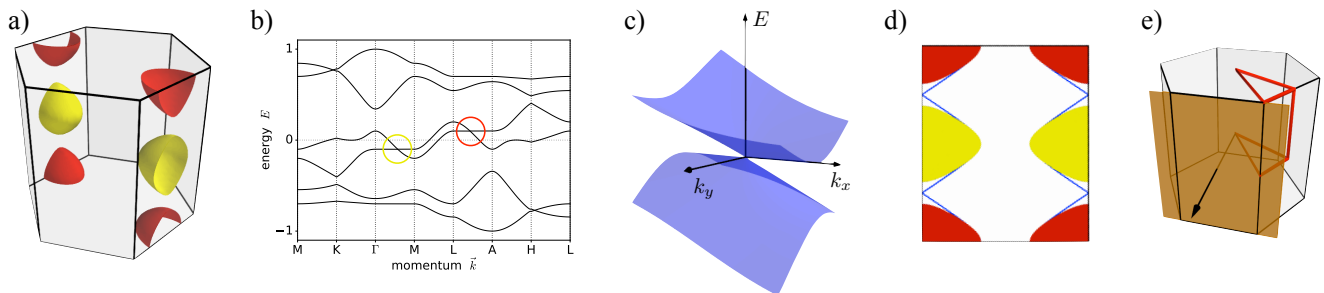 a)
b)
c)
d)
e)
1
0
−1
energy E
M K Γ M L A H L
momentum k⃗
E
k_x
k_y